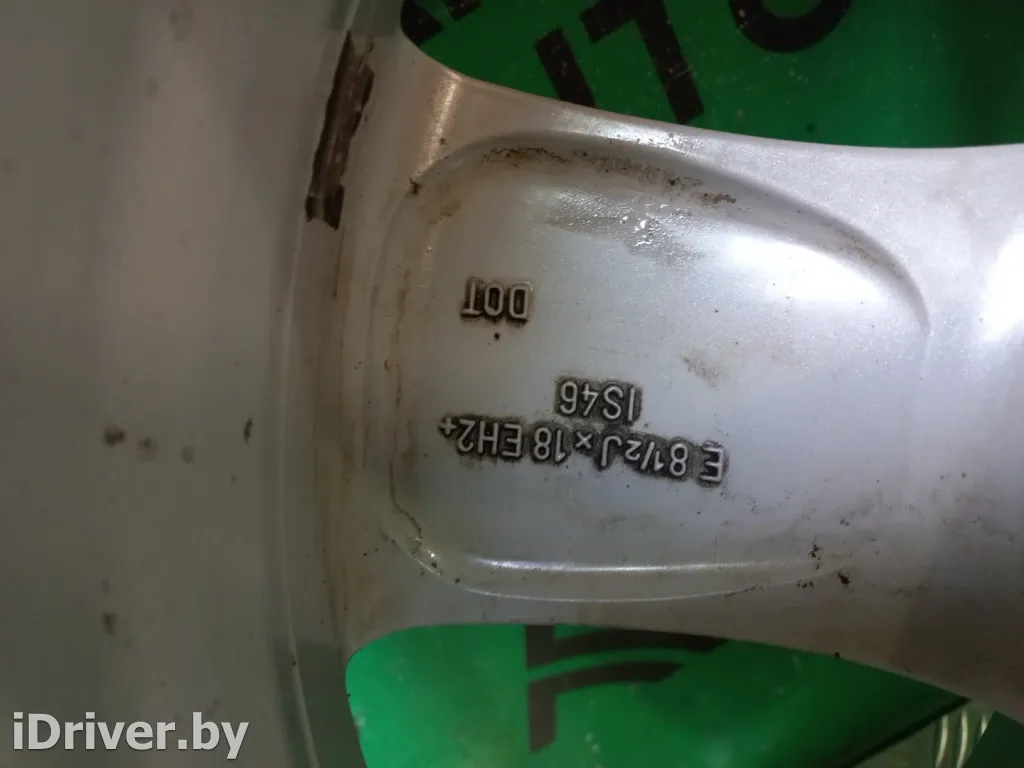 E 8½J×18 EH2+
IS46
DOT
iDriver.by